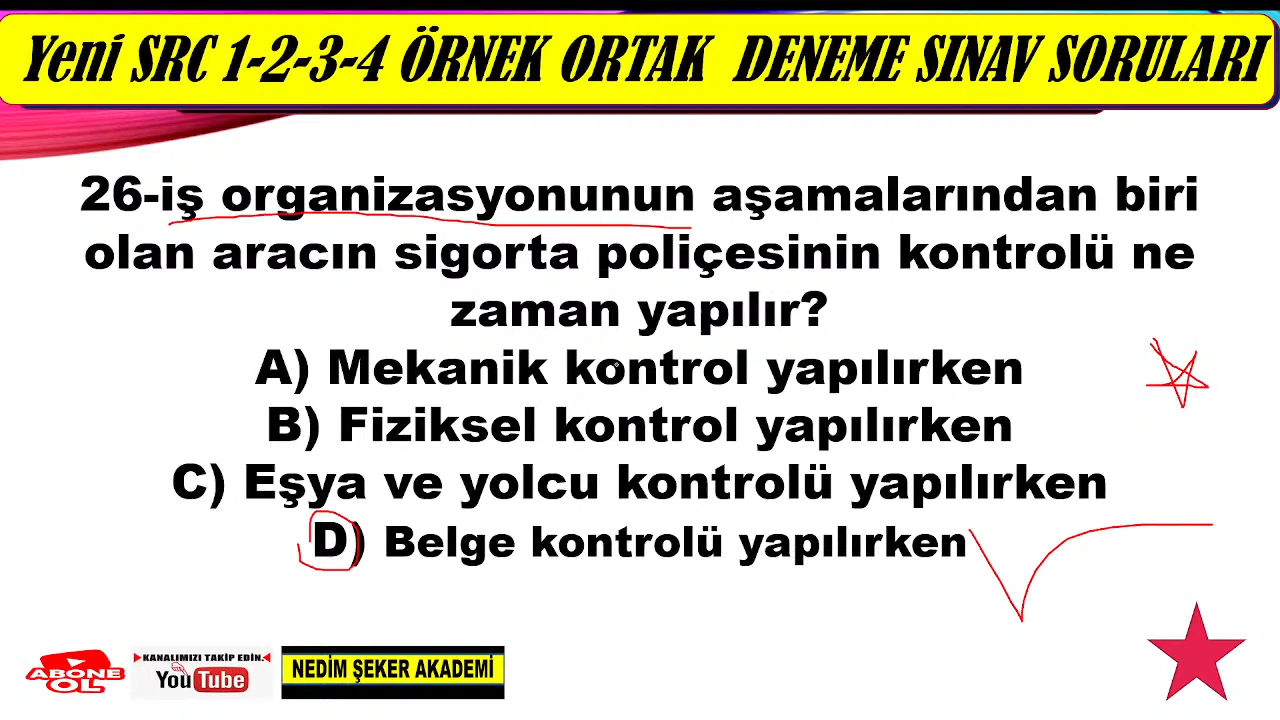 Yeni SRC 1-2-3-4 ÖRNEK ORTAK DENEME SINAV SORULARI
26-iş organizasyonunun aşamalarından biri
olan aracın sigorta poliçesinin kontrolü ne
zaman yapılır?
A) Mekanik kontrol yapılırken
B) Fiziksel kontrol yapılırken
C) Eşya ve yolcu kontrolü yapılırken
D) Belge kontrolü yapılırken
ABONE
OL
KANALIMIZI TAKİP EDİN.
YouTube
NEDİM ŞEKER AKADEMİ